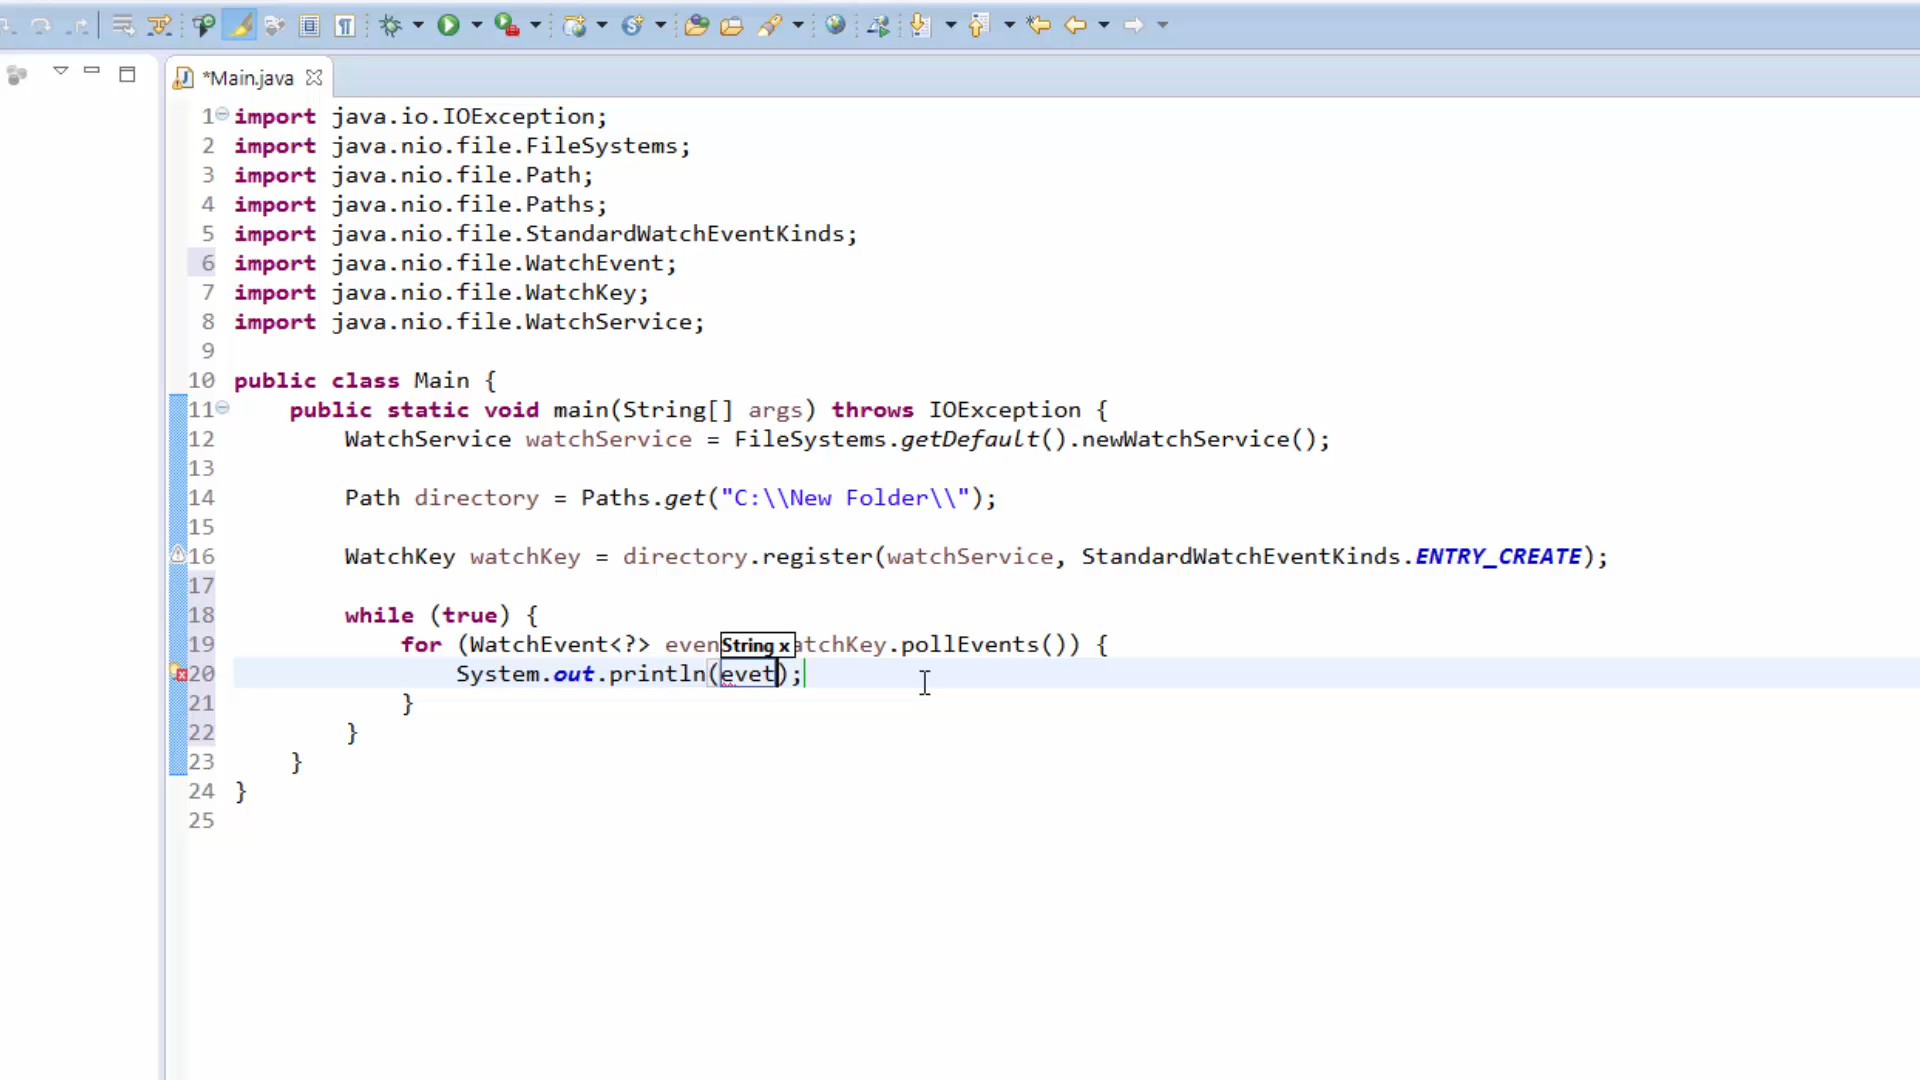 *Main.java
1 import java.io.IOException;
2 import java.nio.file.FileSystems;
3 import java.nio.file.Path;
4 import java.nio.file.Paths;
5 import java.nio.file.StandardWatchEventKinds;
6 import java.nio.file.WatchEvent;
7 import java.nio.file.WatchKey;
8 import java.nio.file.WatchService;
9
10 public class Main {
11     public static void main(String[] args) throws IOException {
12         WatchService watchService = FileSystems.getDefault().newWatchService();
13
14         Path directory = Paths.get("C:\\New Folder\\");
15
16         WatchKey watchKey = directory.register(watchService, StandardWatchEventKinds.ENTRY_CREATE);
17
18         while (true) {
19             for (WatchEvent<?> even String x atchKey.pollEvents()) {
20                 System.out.println(evet);
21             }
22         }
23     }
24 }
25